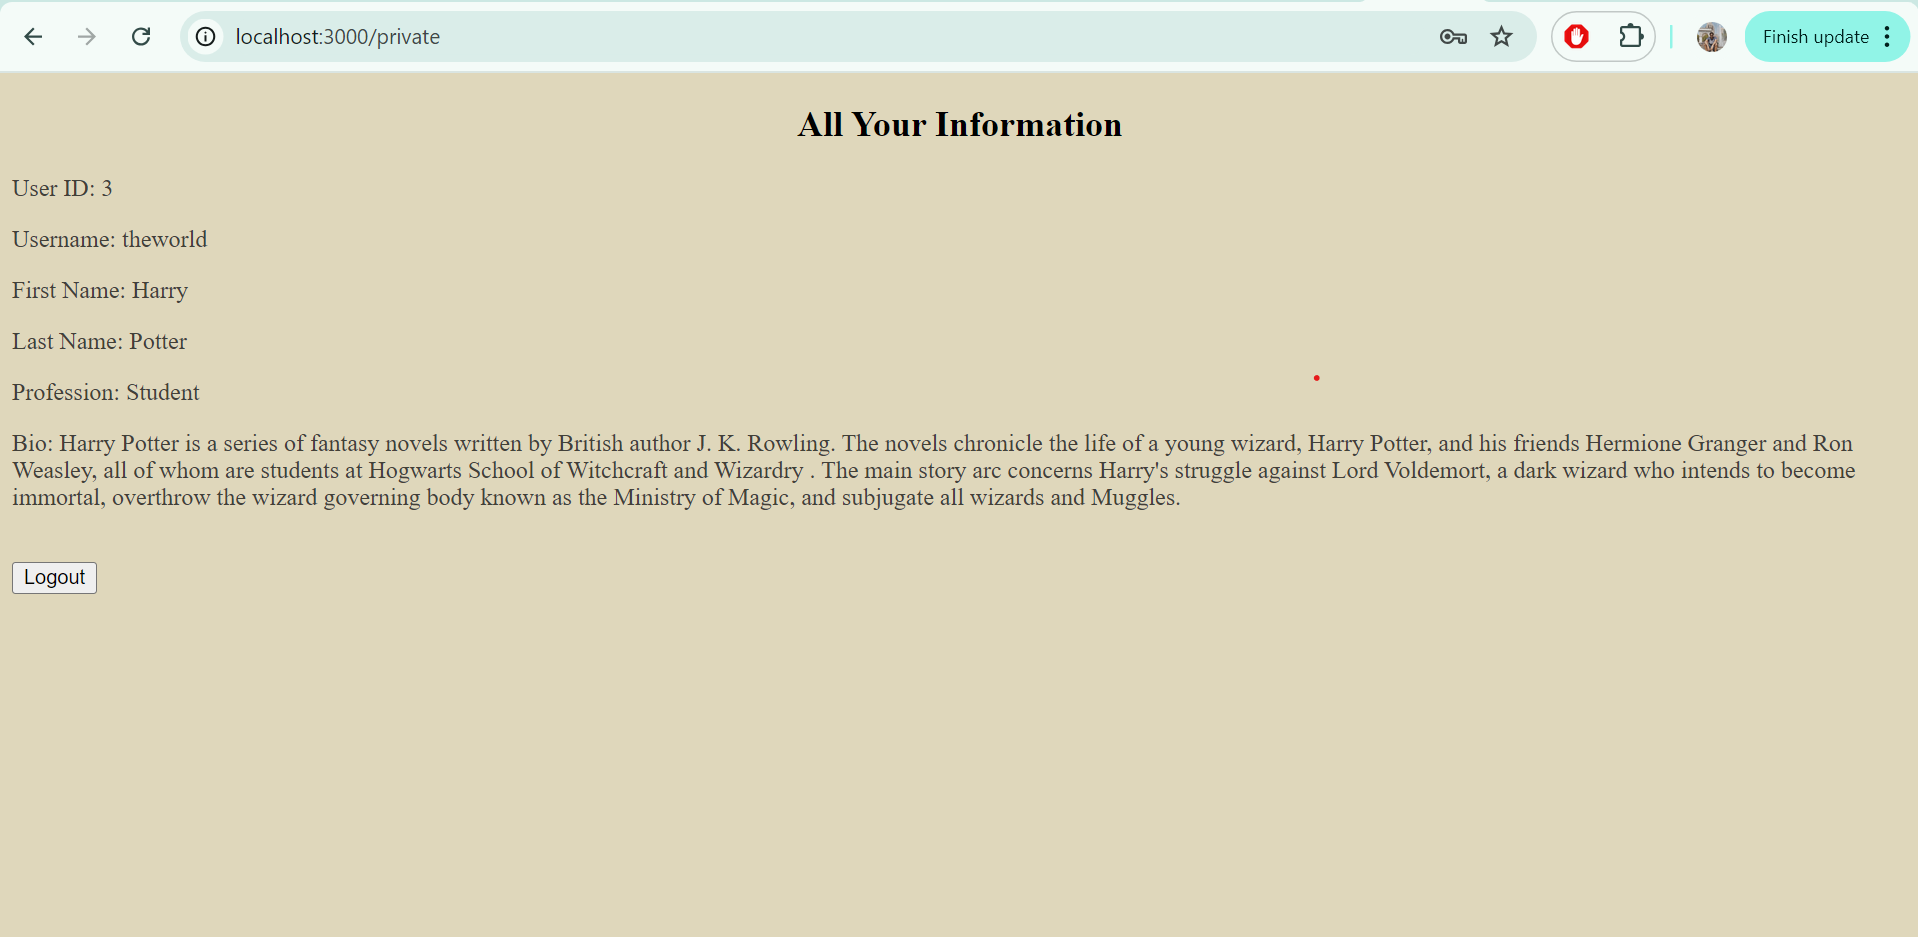 localhost:3000/private
Finish update
All Your Information
User ID: 3
Username: theworld
First Name: Harry
Last Name: Potter
Profession: Student
Bio: Harry Potter is a series of fantasy novels written by British author J. K. Rowling. The novels chronicle the life of a young wizard, Harry Potter, and his friends Hermione Granger and Ron
Weasley, all of whom are students at Hogwarts School of Witchcraft and Wizardry . The main story arc concerns Harry's struggle against Lord Voldemort, a dark wizard who intends to become
immortal, overthrow the wizard governing body known as the Ministry of Magic, and subjugate all wizards and Muggles.
Logout